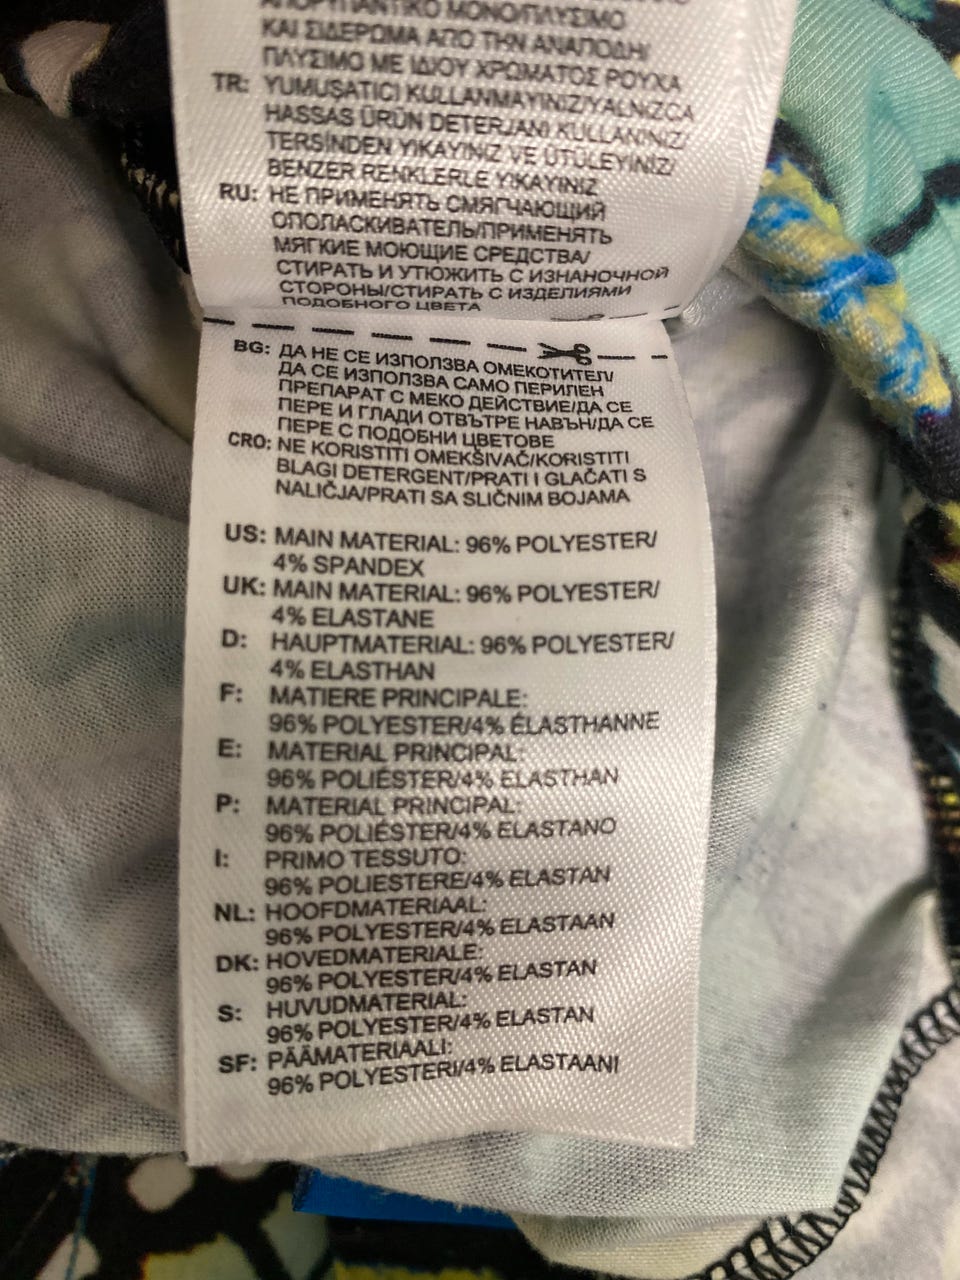 ΑΠΟΡΥΠΑΝΤΙΚΟ ΜΟΝΟ/ΠΛΥΣΙΜΟ
ΚΑΙ ΣΙΔΕΡΩΜΑ ΑΠΟ ΤΗΝ ΑΝΑΠΟΔΗ/
ΠΛΥΣΙΜΟ ΜΕ ΙΔΙΟΥ ΧΡΩΜΑΤΟΣ ΡΟΥΧΑ
TR: YUMUSATICI KULLANMAYINIZ/YALNIZCA
HASSAS ÜRÜN DETERJANI KULLANINIZ/
TERSİNDEN YIKAYINIZ VE ÜTÜLEYİNİZ/
BENZER RENKLERLE YIKAYINIZ
RU: НЕ ПРИМЕНЯТЬ СМЯГЧАЮЩИЙ
ОПОЛАСКИВАТЕЛЬ/ПРИМЕНЯТЬ
МЯГКИЕ МОЮЩИЕ СРЕДСТВА/
СТИРАТЬ И УТЮЖИТЬ С ИЗНАНОЧНОЙ
СТОРОНЫ/СТИРАТЬ С ИЗДЕЛИЯМИ
ПОДОБНОГО ЦВЕТА
BG: ДА НЕ СЕ ИЗПОЛЗВА ОМЕКОТИТЕЛ/
ДА СЕ ИЗПОЛЗВА САМО ПЕРИЛЕН
ПРЕПАРАТ С МЕКО ДЕЙСТВИЕ/ДА СЕ
ПЕРЕ И ГЛАДИ ОТВЪТРЕ НАВЪН/ДА СЕ
ПЕРЕ С ПОДОБНИ ЦВЕТОВЕ
CRO: NE KORISTITI OMEKŠIVAČ/KORISTITI
BLAGI DETERGENT/PRATI I GLAČATI S
NALIČJA/PRATI SA SLIČNIM BOJAMA
US: MAIN MATERIAL: 96% POLYESTER/
4% SPANDEX
UK: MAIN MATERIAL: 96% POLYESTER/
4% ELASTANE
D: HAUPTMATERIAL: 96% POLYESTER/
4% ELASTHAN
F: MATIERE PRINCIPALE:
96% POLYESTER/4% ÉLASTHANNE
E: MATERIAL PRINCIPAL:
96% POLIÉSTER/4% ELASTHAN
P: MATERIAL PRINCIPAL:
96% POLIÉSTER/4% ELASTANO
I: PRIMO TESSUTO:
96% POLIESTERE/4% ELASTAN
NL: HOOFDMATERIAAL:
96% POLYESTER/4% ELASTAAN
DK: HOVEDMATERIALE:
96% POLYESTER/4% ELASTAN
S: HUVUDMATERIAL:
96% POLYESTER/4% ELASTAN
SF: PÄÄMATERIAALI:
96% POLYESTERI/4% ELASTAANI